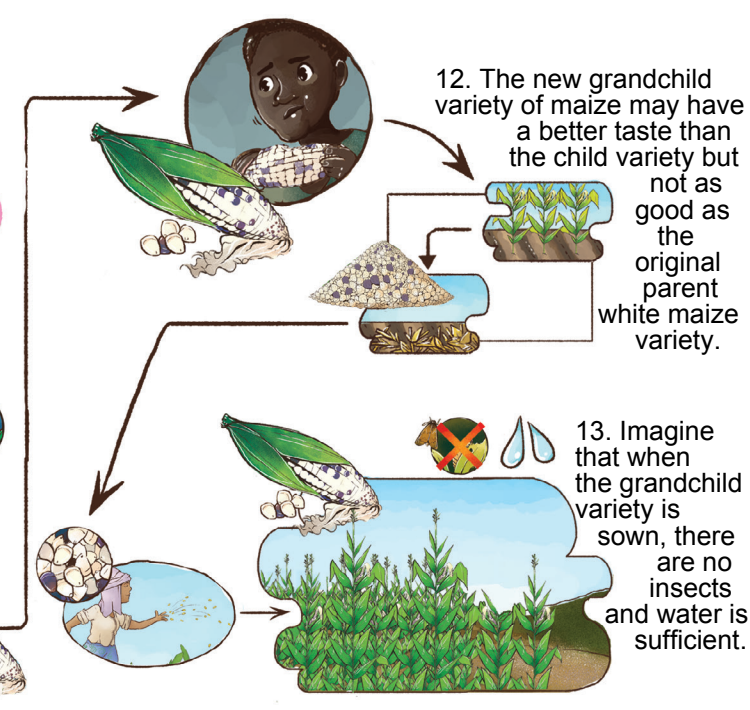 12. The new grandchild
variety of maize may have
a better taste than
the child variety but
not as
good as
the
original
parent
white maize
variety.
13. Imagine
that when
the grandchild
variety is
sown, there
are no
insects
and water is
sufficient.